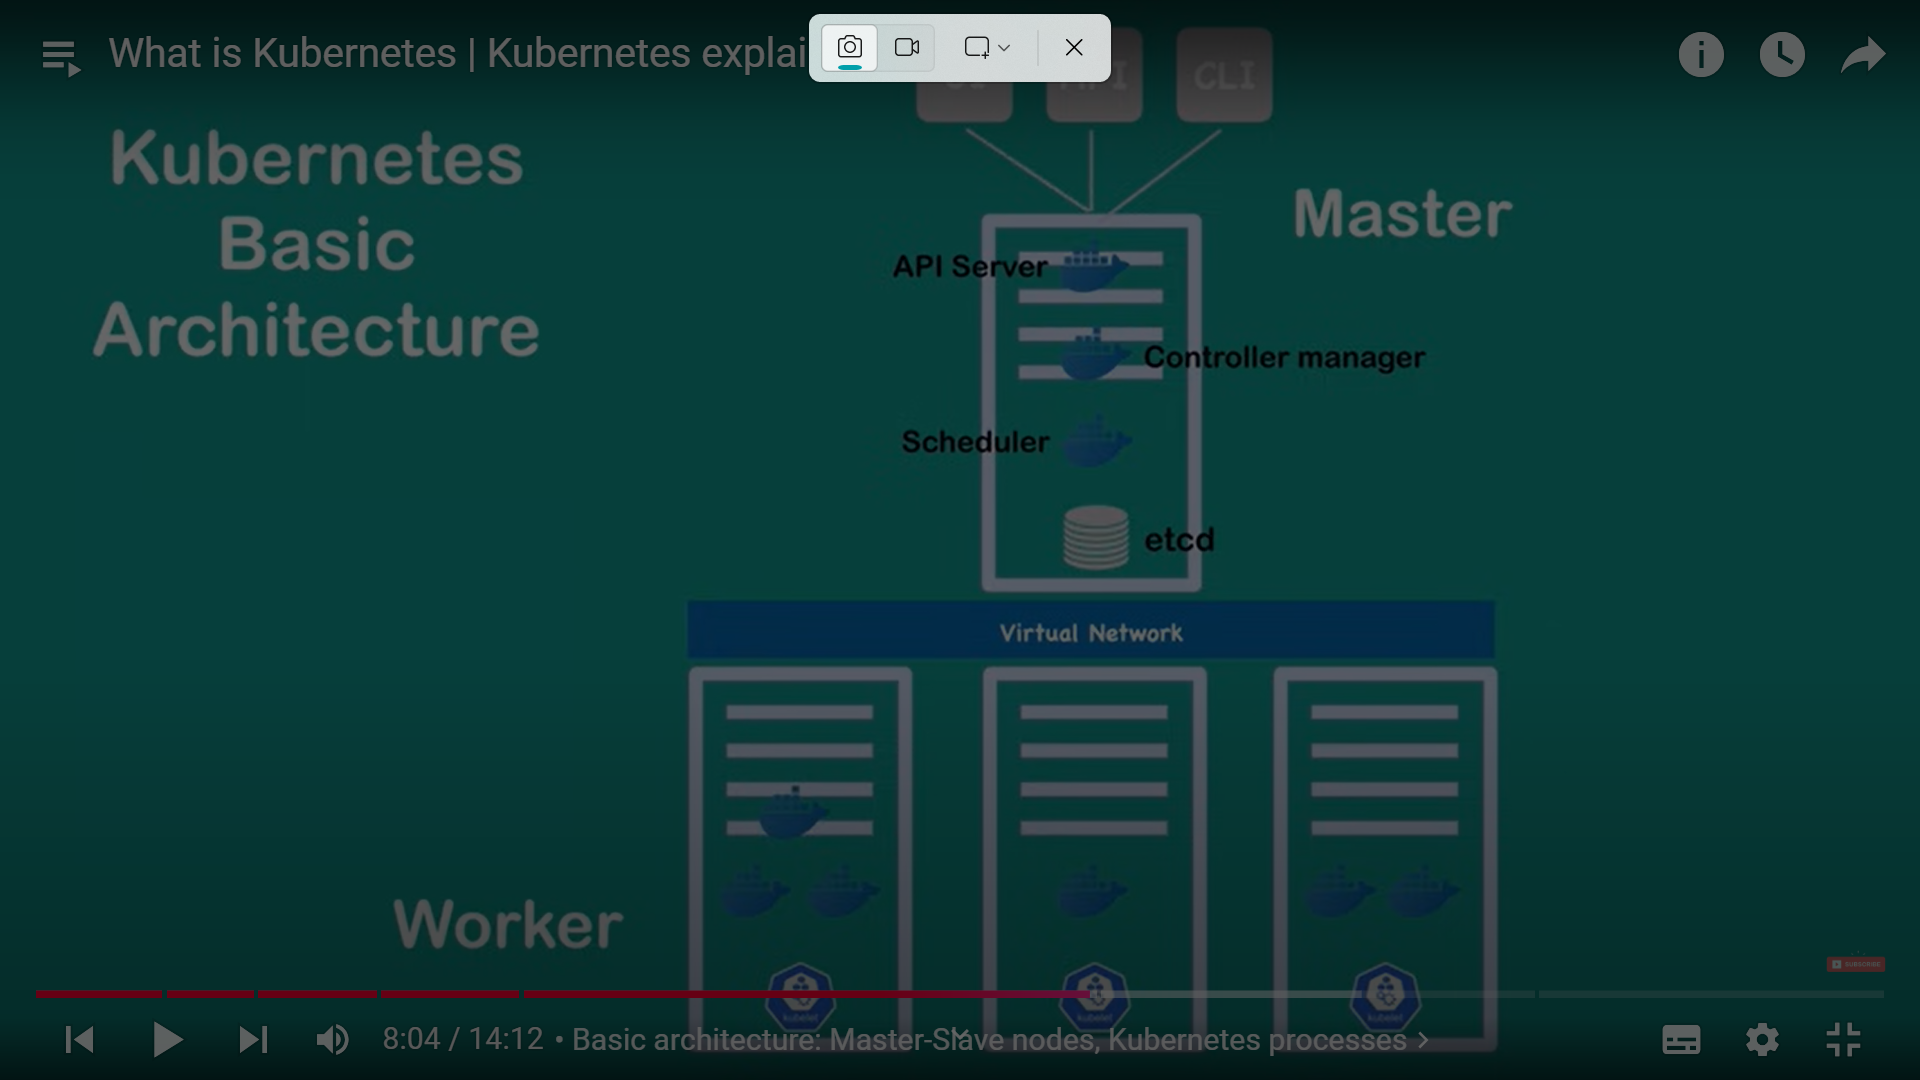 What is Kubernetes | Kubernetes explai
UI API CLI
Kubernetes
Basic
Architecture
Master
API Server
Controller manager
Scheduler
etcd
Virtual Network
Worker
SUBSCRIBE
kubelet kubelet kubelet
8:04 / 14:12 • Basic architecture: Master-Slave nodes, Kubernetes processes